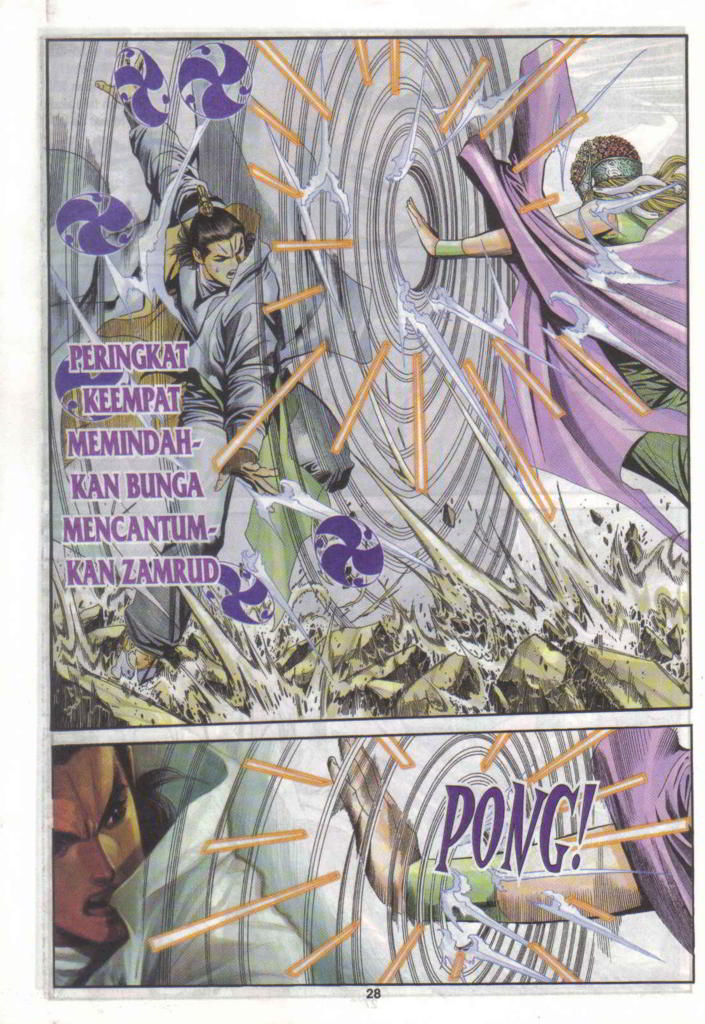 PERINGKAT
KEEMPAT
MEMINDAH-
KAN BUNGA
MENCANTUM-
KAN ZAMRUD
PONG!
28